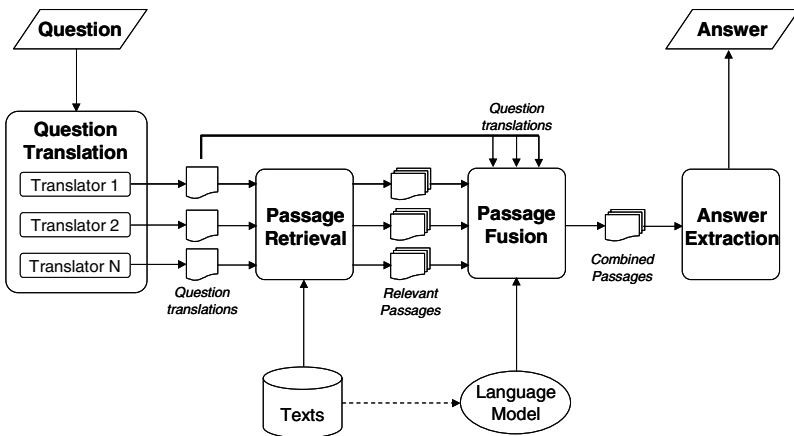 Question
Answer
Question
Translation
Translator 1
Translator 2
Translator N
Question
translations
Passage
Retrieval
Relevant
Passages
Question
translations
Passage
Fusion
Combined
Passages
Answer
Extraction
Texts
Language
Model